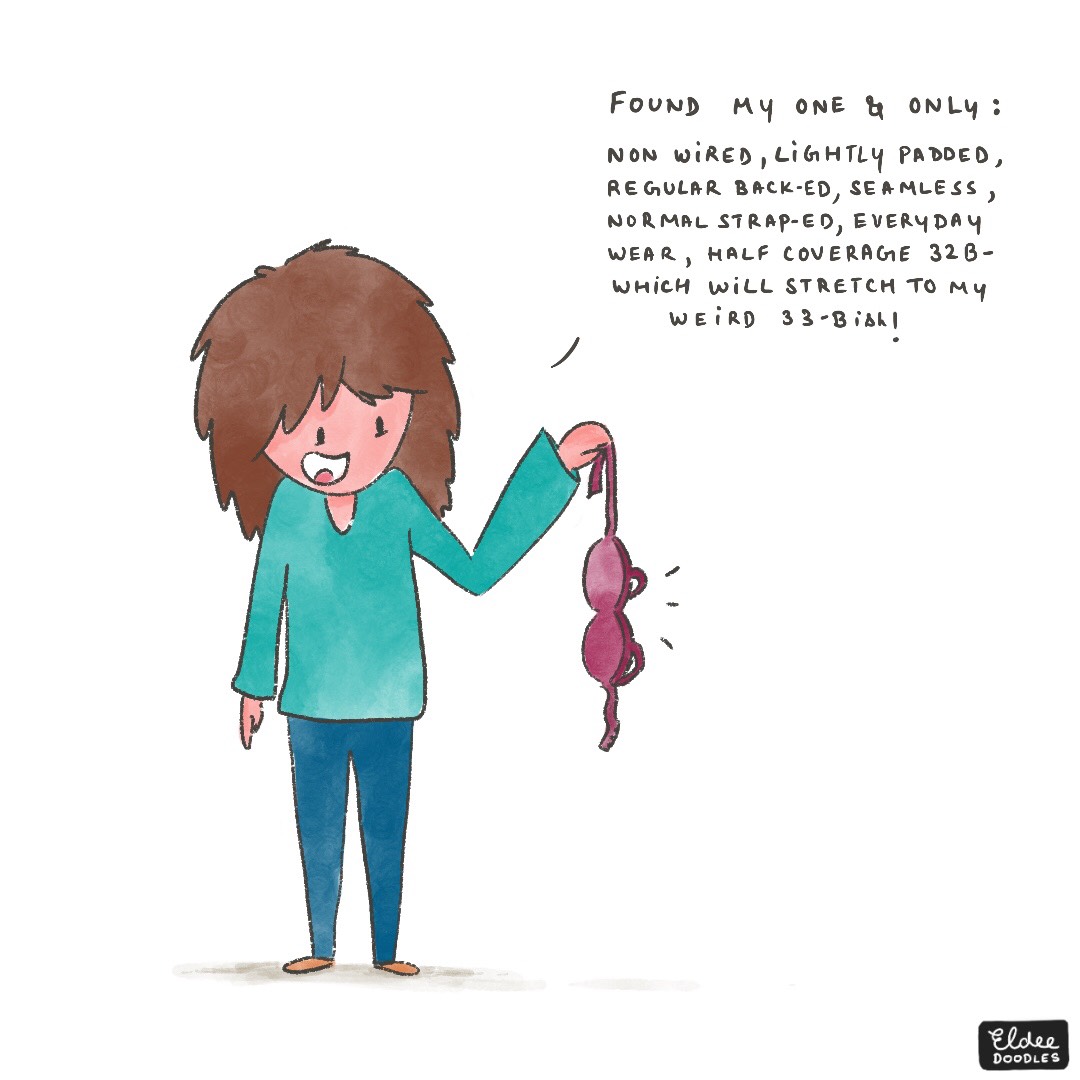 FOUND MY ONE & ONLY:
NON WIRED, LIGHTLY PADDED,
REGULAR BACK-ED, SEAMLESS,
NORMAL STRAP-ED, EVERYDAY
WEAR, HALF COVERAGE 32B-
WHICH WILL STRETCH TO MY
WEIRD 33-Bish!
Eldee
DOODLES